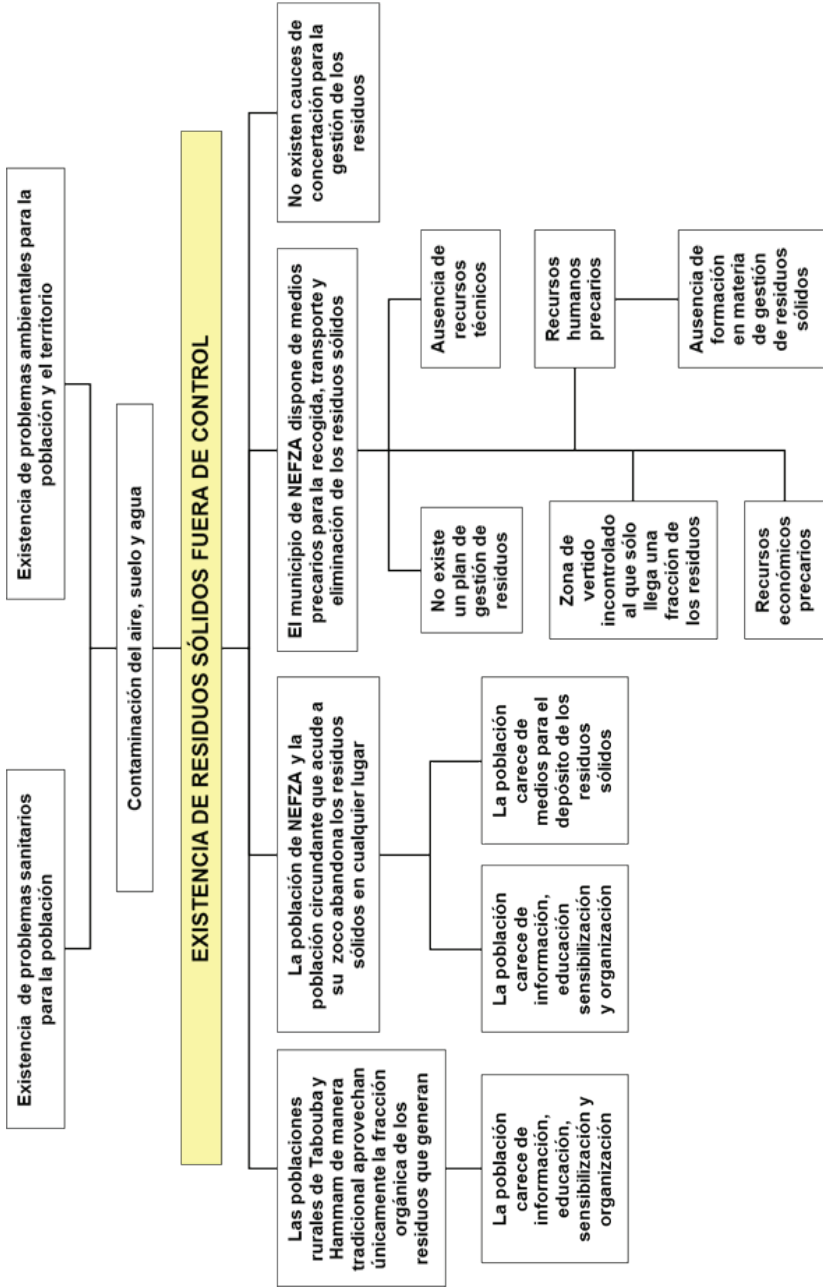 Existencia de problemas sanitarios
para la población
Existencia de problemas ambientales para la
población y el territorio
Contaminación del aire, suelo y agua
EXISTENCIA DE RESIDUOS SÓLIDOS FUERA DE CONTROL
Las poblaciones
rurales de Tabouba y
Hammam de manera
tradicional aprovechan
únicamente la fracción
orgánica de los
residuos que generan
La población de NEFZA y la
población circundante que acude a
su zoco abandona los residuos
sólidos en cualquier lugar
El municipio de NEFZA dispone de medios
precarios para la recogida, transporte y
eliminación de los residuos sólidos
No existen cauces de
concertación para la
gestión de los
residuos
La población
carece de
información,
educación,
sensibilización y
organización
La población
carece de
información,
educación
sensibilización
y organización
La población
carece de
medios para el
depósito de los
residuos
sólidos
No existe
un plan de
gestión de
residuos
Ausencia de
recursos
técnicos
Zona de
vertido
incontrolado
al que sólo
llega una
fracción de
los residuos
Recursos
humanos
precarios
Recursos
económicos
precarios
Ausencia de
formación
en materia
de gestión
de residuos
sólidos